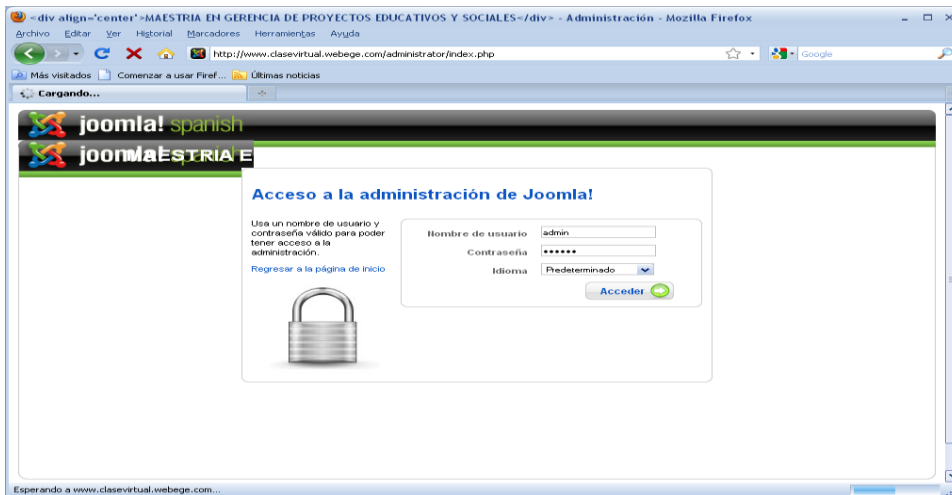 <div align='center'>MAESTRIA EN GERENCIA DE PROYECTOS EDUCATIVOS Y SOCIALES</div> - Administración - Mozilla Firefox
Archivo Editar Ver Historial Marcadores Herramientas Ayuda
http://www.clasevirtual.webege.com/administrator/index.php
Google
Más visitados Comenzar a usar Firef... Últimas noticias
Cargando...
joomla! spanish
joomla! spanish MAESTRIA E
Acceso a la administración de Joomla!
Usa un nombre de usuario y
contraseña válido para poder
tener acceso a la
administración.
Regresar a la página de inicio
Nombre de usuario admin
Contraseña ••••••
Idioma Predeterminado
Acceder
Esperando a www.clasevirtual.webege.com...